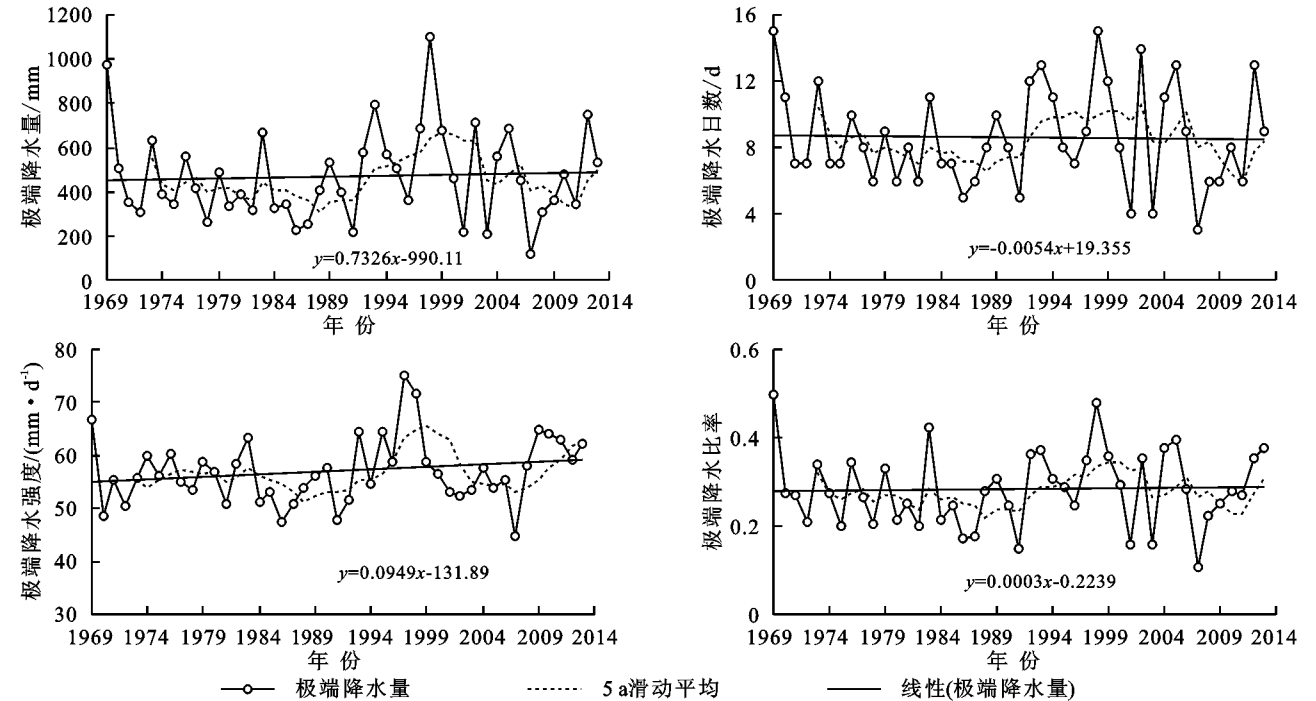 1200
1000
800
600
400
200
0
极端降水量/mm
y=0.7326x-990.11
1969 1974 1979 1984 1989 1994 1999 2004 2009 2014
年 份
16
12
8
4
0
极端降水日数/d
y=-0.0054x+19.355
1969 1974 1979 1984 1989 1994 1999 2004 2009 2014
年 份
80
70
60
50
40
30
极端降水强度/(mm•d⁻¹)
y=0.0949x-131.89
1969 1974 1979 1984 1989 1994 1999 2004 2009 2014
年 份
0.6
0.4
0.2
0
极端降水比率
y=0.0003x-0.2239
1969 1974 1979 1984 1989 1994 1999 2004 2009 2014
年 份
极端降水量 5 a滑动平均 线性(极端降水量)